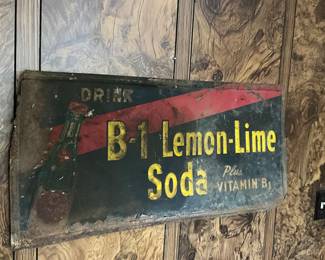 DRINK
B-1 Lemon-Lime
Soda Plus
VITAMIN B1